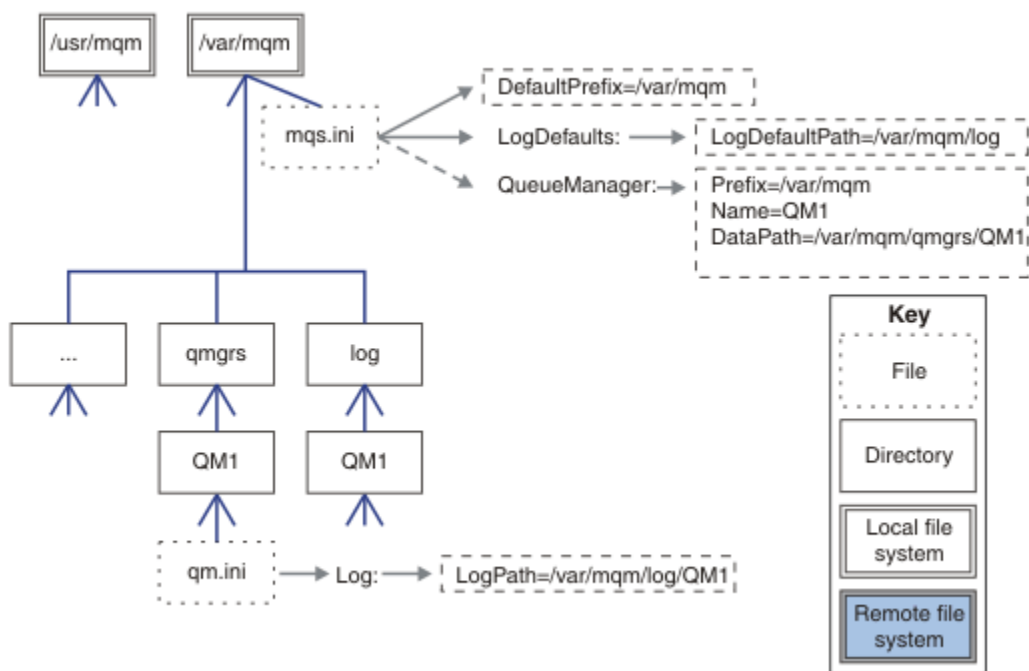 /usr/mqm
/var/mqm
mqs.ini
DefaultPrefix=/var/mqm
LogDefaults:
LogDefaultPath=/var/mqm/log
QueueManager:
Prefix=/var/mqm
Name=QM1
DataPath=/var/mqm/qmgrs/QM1
...
qmgrs
log
QM1
QM1
qm.ini
Log:
LogPath=/var/mqm/log/QM1
Key
File
Directory
Local file
system
Remote file
system